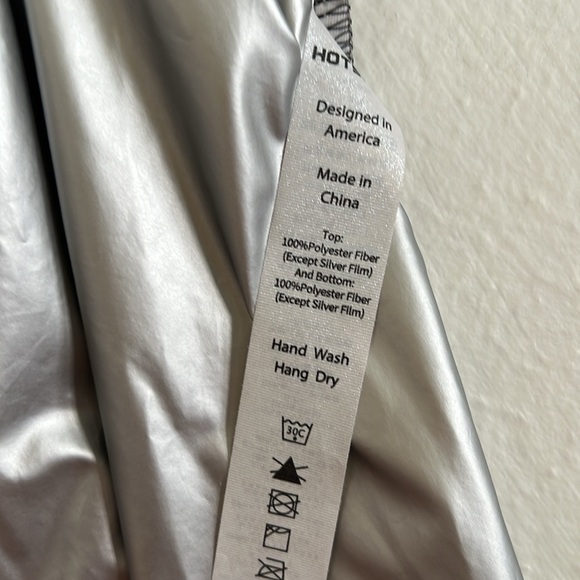 HOT
Designed in
America
Made in
China
Top:
100%Polyester Fiber
(Except Silver Film)
And Bottom:
100%Polyester Fiber
(Except Silver Film)
Hand Wash
Hang Dry
30C